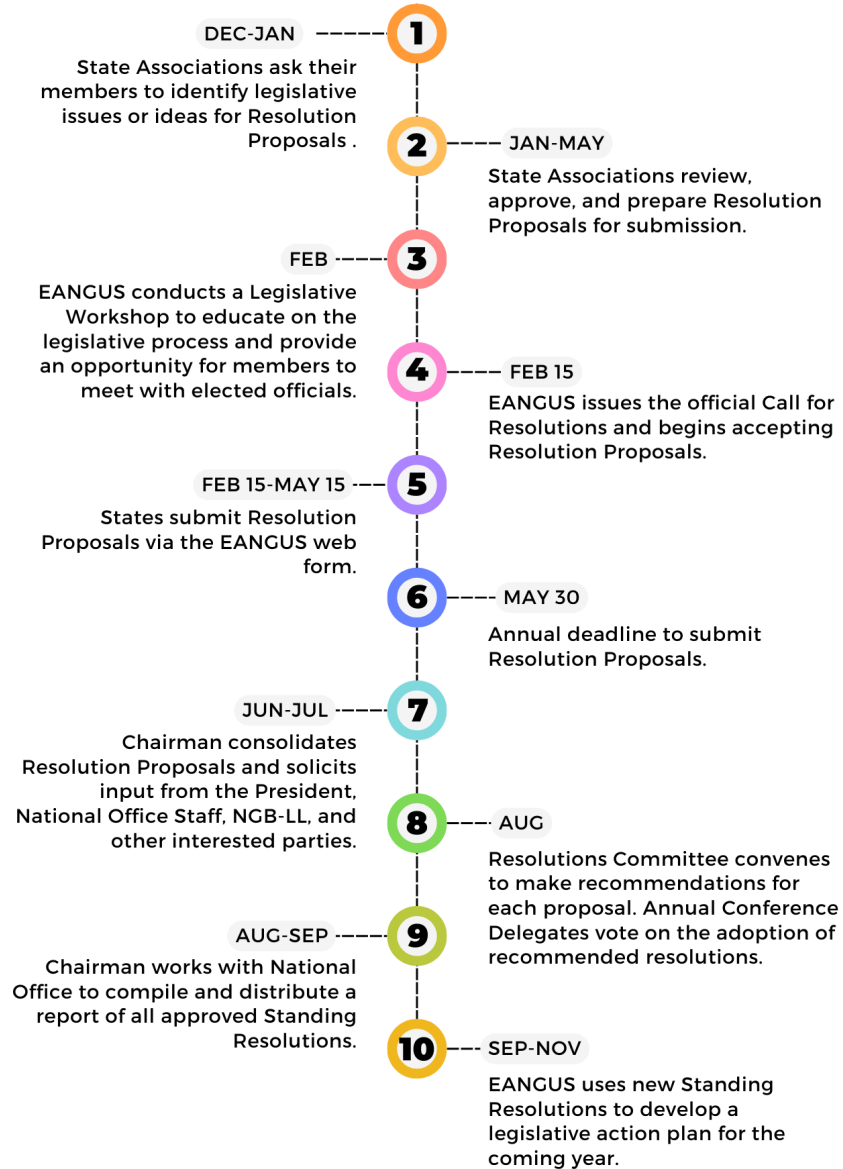 1
DEC-JAN
State Associations ask their
members to identify legislative
issues or ideas for Resolution
Proposals .
2
JAN-MAY
State Associations review,
approve, and prepare Resolution
Proposals for submission.
3
FEB
EANGUS conducts a Legislative
Workshop to educate on the
legislative process and provide
an opportunity for members to
meet with elected officials.
4
FEB 15
EANGUS issues the official Call for
Resolutions and begins accepting
Resolution Proposals.
5
FEB 15-MAY 15
States submit Resolution
Proposals via the EANGUS web
form.
6
MAY 30
Annual deadline to submit
Resolution Proposals.
7
JUN-JUL
Chairman consolidates
Resolution Proposals and solicits
input from the President,
National Office Staff, NGB-LL, and
other interested parties.
8
AUG
Resolutions Committee convenes
to make recommendations for
each proposal. Annual Conference
Delegates vote on the adoption of
recommended resolutions.
9
AUG-SEP
Chairman works with National
Office to compile and distribute a
report of all approved Standing
Resolutions.
10
SEP-NOV
EANGUS uses new Standing
Resolutions to develop a
legislative action plan for the
coming year.